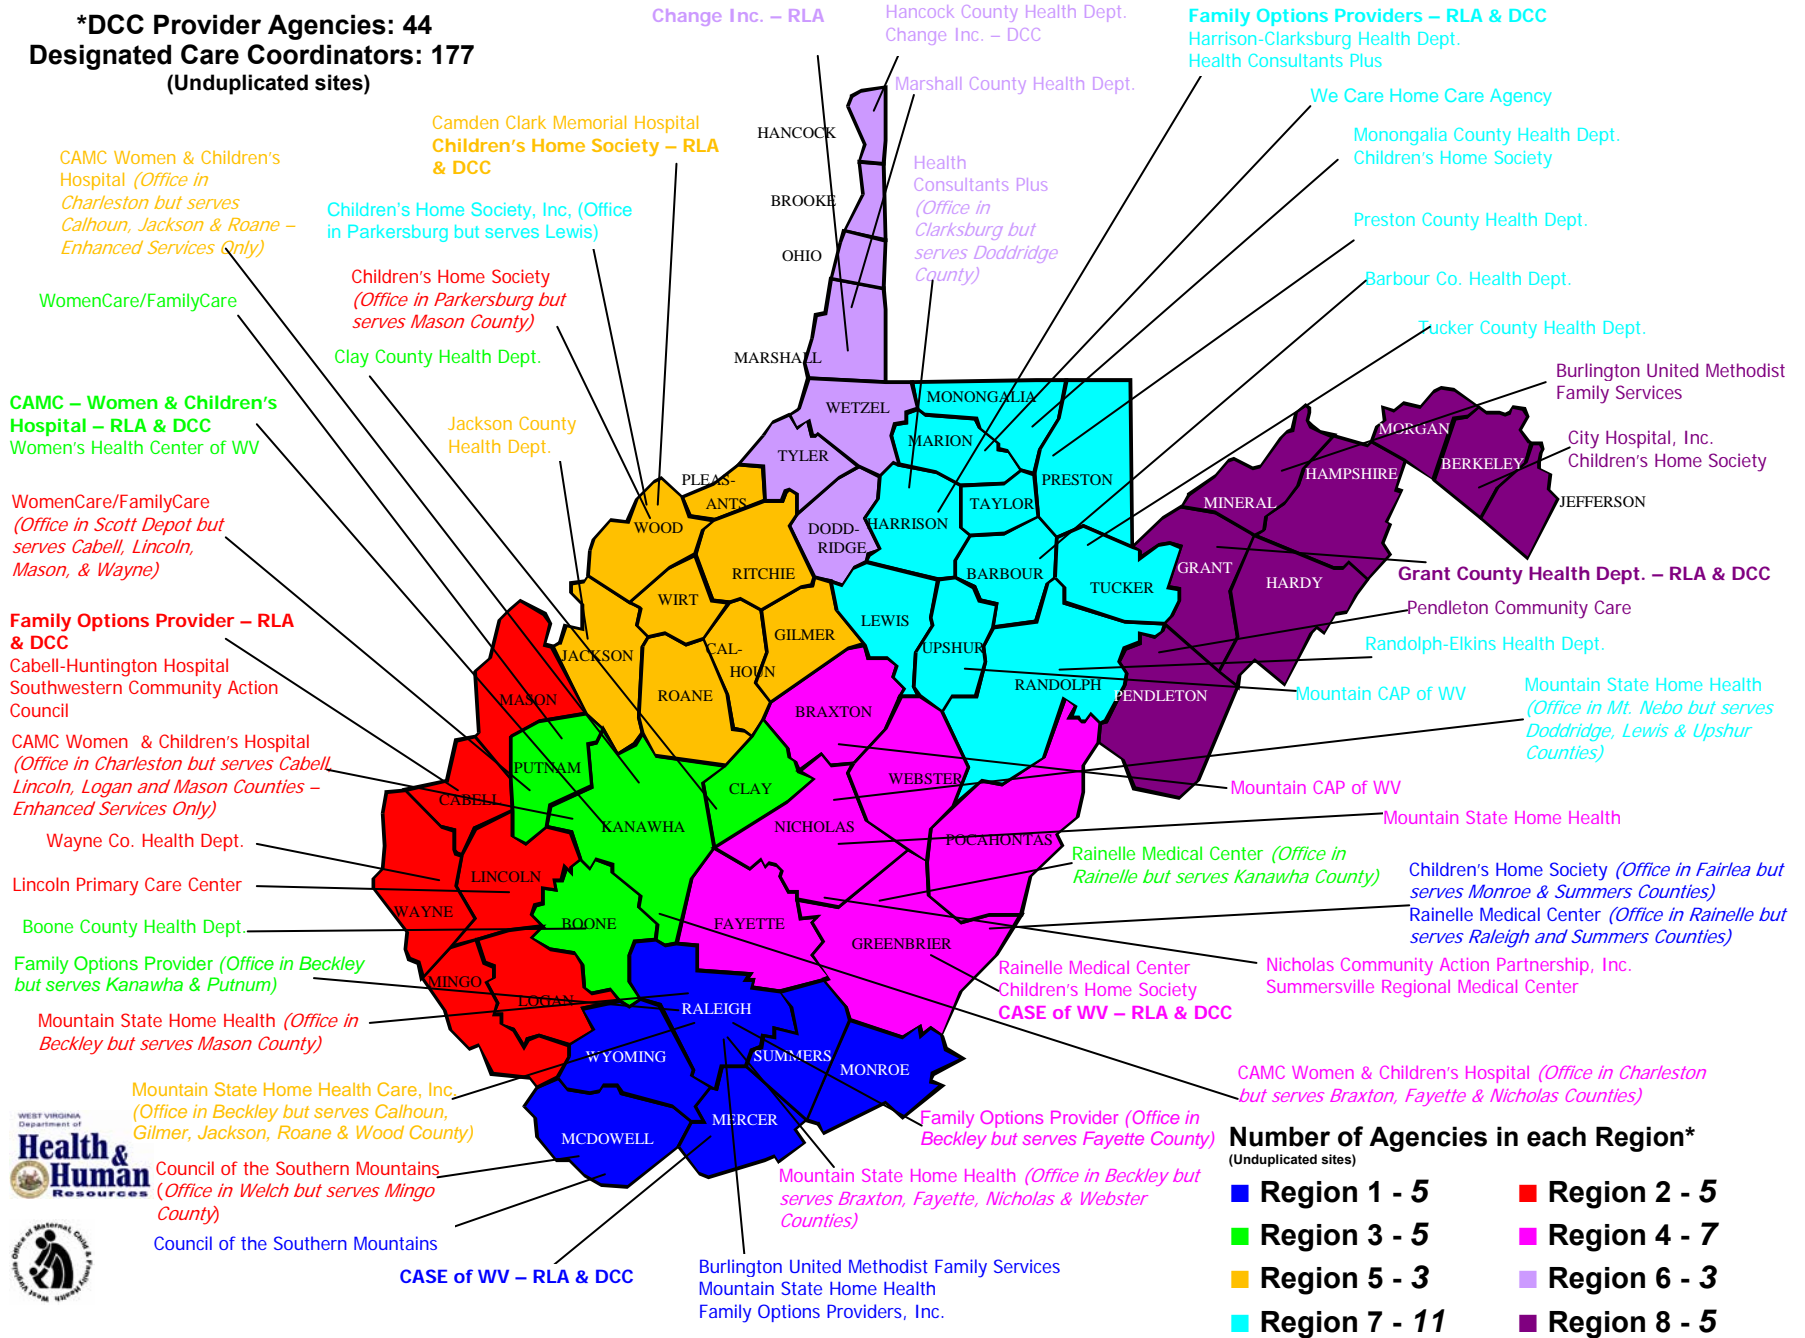 *DCC Provider Agencies: 44
Designated Care Coordinators: 177
(Unduplicated sites)
Change Inc. – RLA
Hancock County Health Dept.
Change Inc. – DCC
Marshall County Health Dept.
Family Options Providers – RLA & DCC
Harrison-Clarksburg Health Dept.
Health Consultants Plus
We Care Home Care Agency
Monongalia County Health Dept.
Children's Home Society
Preston County Health Dept.
Barbour Co. Health Dept.
Tucker County Health Dept.
Health
Consultants Plus
(Office in
Clarksburg but
serves Doddridge
County)
Camden Clark Memorial Hospital
Children's Home Society – RLA
& DCC
CAMC Women & Children's
Hospital (Office in
Charleston but serves
Calhoun, Jackson & Roane –
Enhanced Services Only)
Children's Home Society, Inc, (Office
in Parkersburg but serves Lewis)
Children's Home Society
(Office in Parkersburg but
serves Mason County)
WomenCare/FamilyCare
Clay County Health Dept.
CAMC – Women & Children's
Hospital – RLA & DCC
Women's Health Center of WV
Jackson County
Health Dept.
WomenCare/FamilyCare
(Office in Scott Depot but
serves Cabell, Lincoln,
Mason, & Wayne)
Family Options Provider – RLA
& DCC
Cabell-Huntington Hospital
Southwestern Community Action
Council
CAMC Women & Children's Hospital
(Office in Charleston but serves Cabell,
Lincoln, Logan and Mason Counties –
Enhanced Services Only)
Wayne Co. Health Dept.
Lincoln Primary Care Center
Boone County Health Dept.
Family Options Provider (Office in Beckley
but serves Kanawha & Putnum)
Mountain State Home Health (Office in
Beckley but serves Mason County)
Mountain State Home Health Care, Inc.
(Office in Beckley but serves Calhoun,
Gilmer, Jackson, Roane & Wood County)
Council of the Southern Mountains
(Office in Welch but serves Mingo
County)
Council of the Southern Mountains
CASE of WV – RLA & DCC
Burlington United Methodist Family Services
Mountain State Home Health
Family Options Providers, Inc.
Mountain State Home Health (Office in Beckley but
serves Braxton, Fayette, Nicholas & Webster
Counties)
Family Options Provider (Office in
Beckley but serves Fayette County)
CAMC Women & Children's Hospital (Office in Charleston
but serves Braxton, Fayette & Nicholas Counties)
Rainelle Medical Center
Children's Home Society
CASE of WV – RLA & DCC
Nicholas Community Action Partnership, Inc.
Summersville Regional Medical Center
Children's Home Society (Office in Fairlea but
serves Monroe & Summers Counties)
Rainelle Medical Center (Office in Rainelle but
serves Raleigh and Summers Counties)
Rainelle Medical Center (Office in
Rainelle but serves Kanawha County)
Mountain State Home Health
Mountain CAP of WV
Mountain State Home Health
(Office in Mt. Nebo but serves
Doddridge, Lewis & Upshur
Counties)
Mountain CAP of WV
Randolph-Elkins Health Dept.
Pendleton Community Care
Grant County Health Dept. – RLA & DCC
City Hospital, Inc.
Children's Home Society
Burlington United Methodist
Family Services
HANCOCK
BROOKE
OHIO
MARSHALL
WETZEL
MONONGALIA
MARION
TYLER
PLEAS-
ANTS
WOOD
DODD-
RIDGE
HARRISON
TAYLOR
PRESTON
MINERAL
HAMPSHIRE
MORGAN
BERKELEY
JEFFERSON
RITCHIE
WIRT
BARBOUR
TUCKER
GRANT
HARDY
LEWIS
UPSHUR
GILMER
CAL-
HOUN
JACKSON
ROANE
RANDOLPH
PENDLETON
MASON
BRAXTON
PUTNAM
CLAY
WEBSTER
CABELL
KANAWHA
NICHOLAS
POCAHONTAS
LINCOLN
WAYNE
BOONE
FAYETTE
GREENBRIER
MINGO
LOGAN
RALEIGH
WYOMING
SUMMERS
MONROE
MERCER
MCDOWELL
WEST VIRGINIA
Department of
Health &
Human
Resources
West Virginia Office of Maternal, Child & Family Health
Number of Agencies in each Region*
(Unduplicated sites)
Region 1 - 5
Region 2 - 5
Region 3 - 5
Region 4 - 7
Region 5 - 3
Region 6 - 3
Region 7 - 11
Region 8 - 5